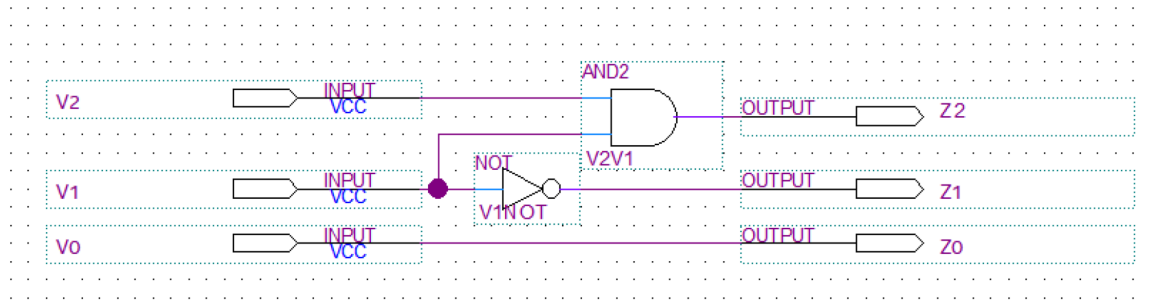 AND2
V2 INPUT VCC OUTPUT Z2
V2V1
NOT
V1 INPUT VCC OUTPUT Z1
V1NOT
V0 INPUT VCC OUTPUT Z0